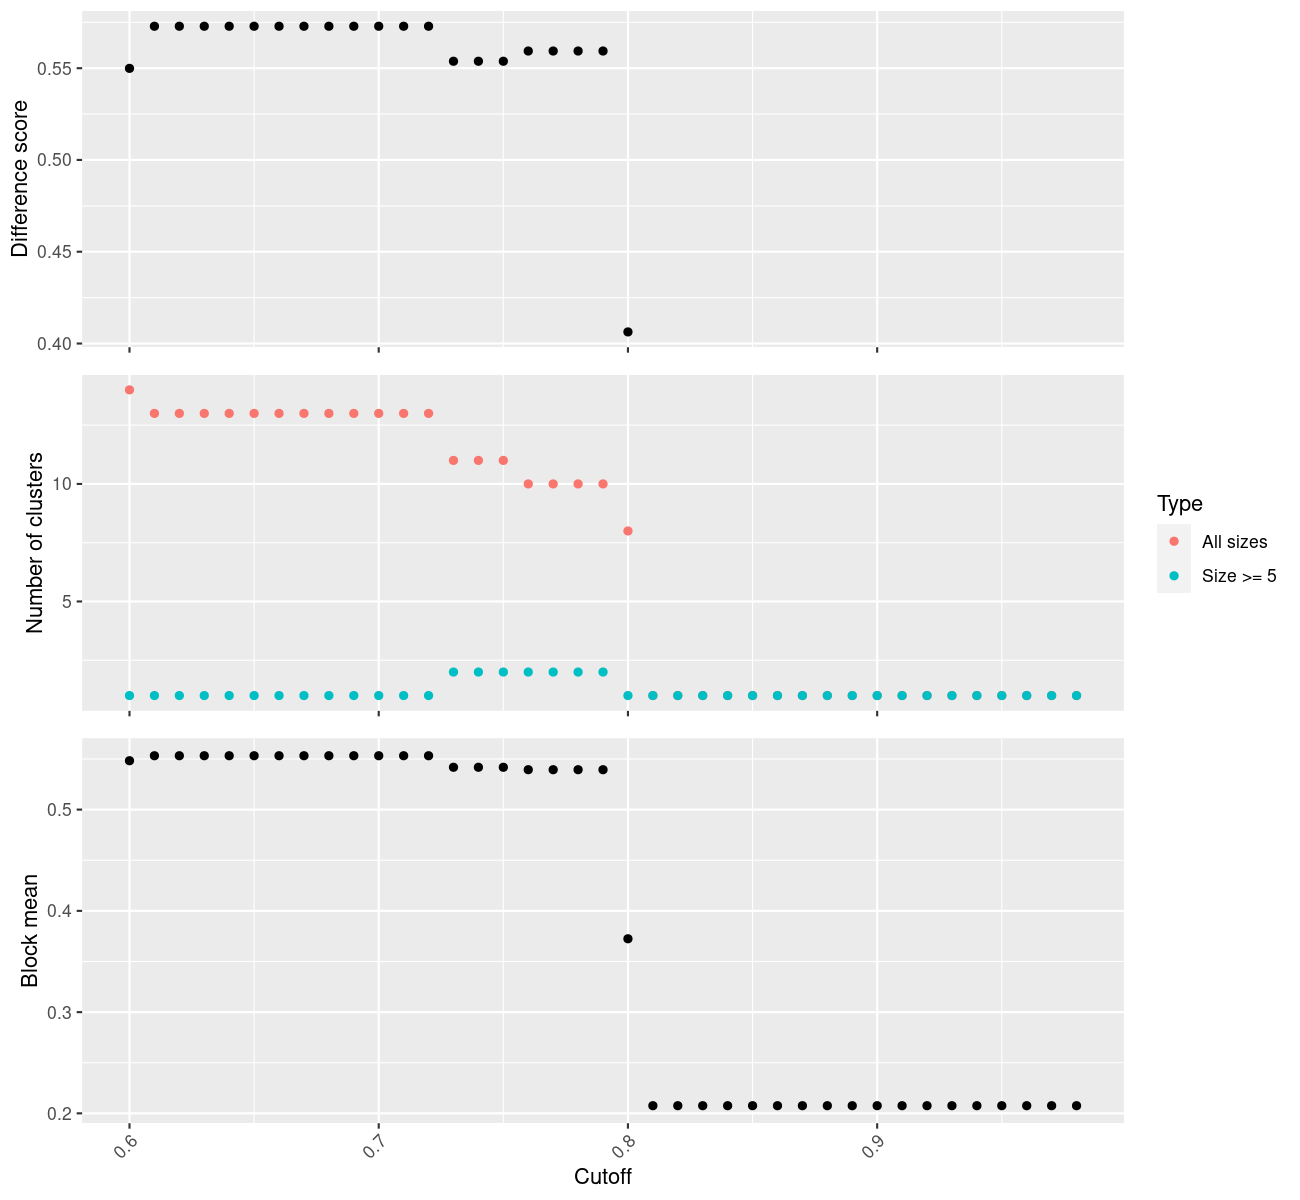 Difference score
0.55
0.50
0.45
0.40
Number of clusters
10
5
Type
All sizes
Size >= 5
Block mean
0.5
0.4
0.3
0.2
0.6
0.7
0.8
0.9
Cutoff